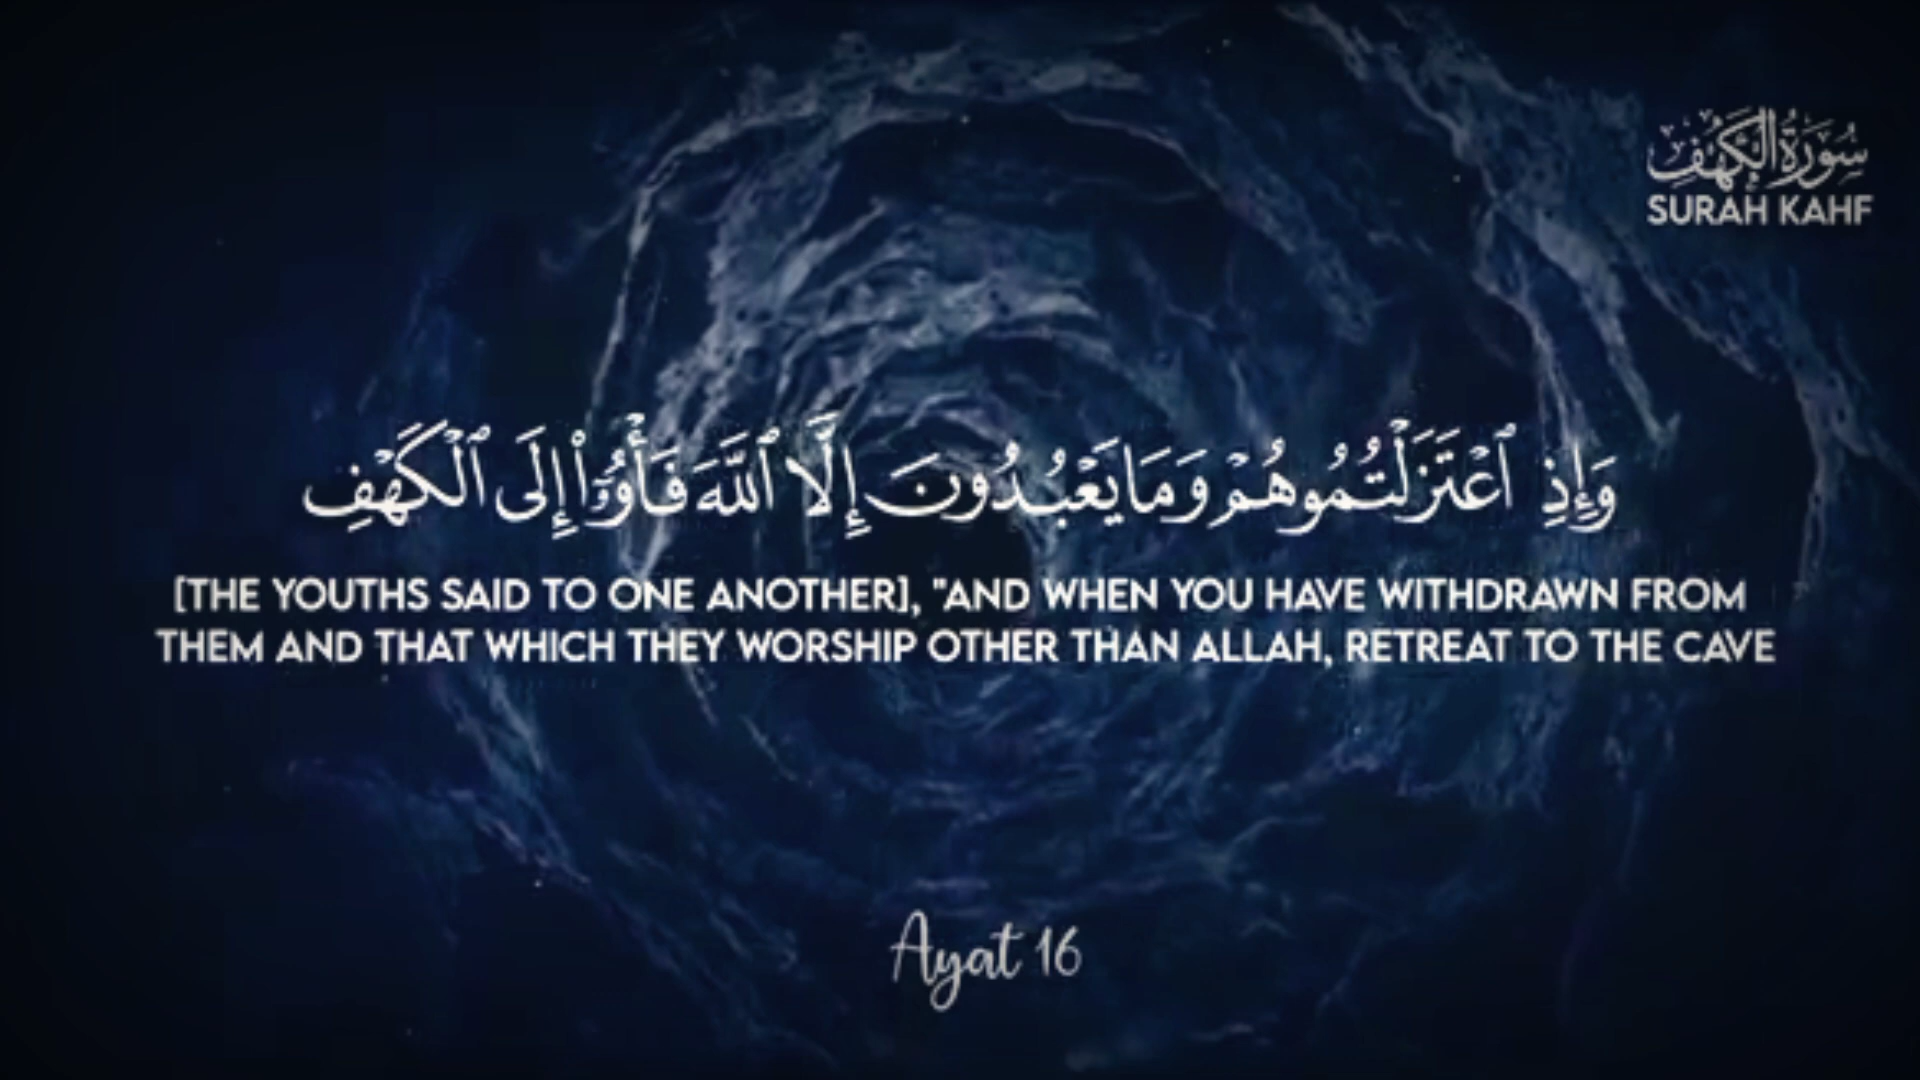 سُورَةُ الكَهْفِ
SURAH KAHF
وَإِذِ ٱعْتَزَلْتُمُوهُمْ وَمَا يَعْبُدُونَ إِلَّا ٱللَّهَ فَأْوُۥٓا۟ إِلَى ٱلْكَهْفِ
[THE YOUTHS SAID TO ONE ANOTHER], "AND WHEN YOU HAVE WITHDRAWN FROM
THEM AND THAT WHICH THEY WORSHIP OTHER THAN ALLAH, RETREAT TO THE CAVE
Ayat 16